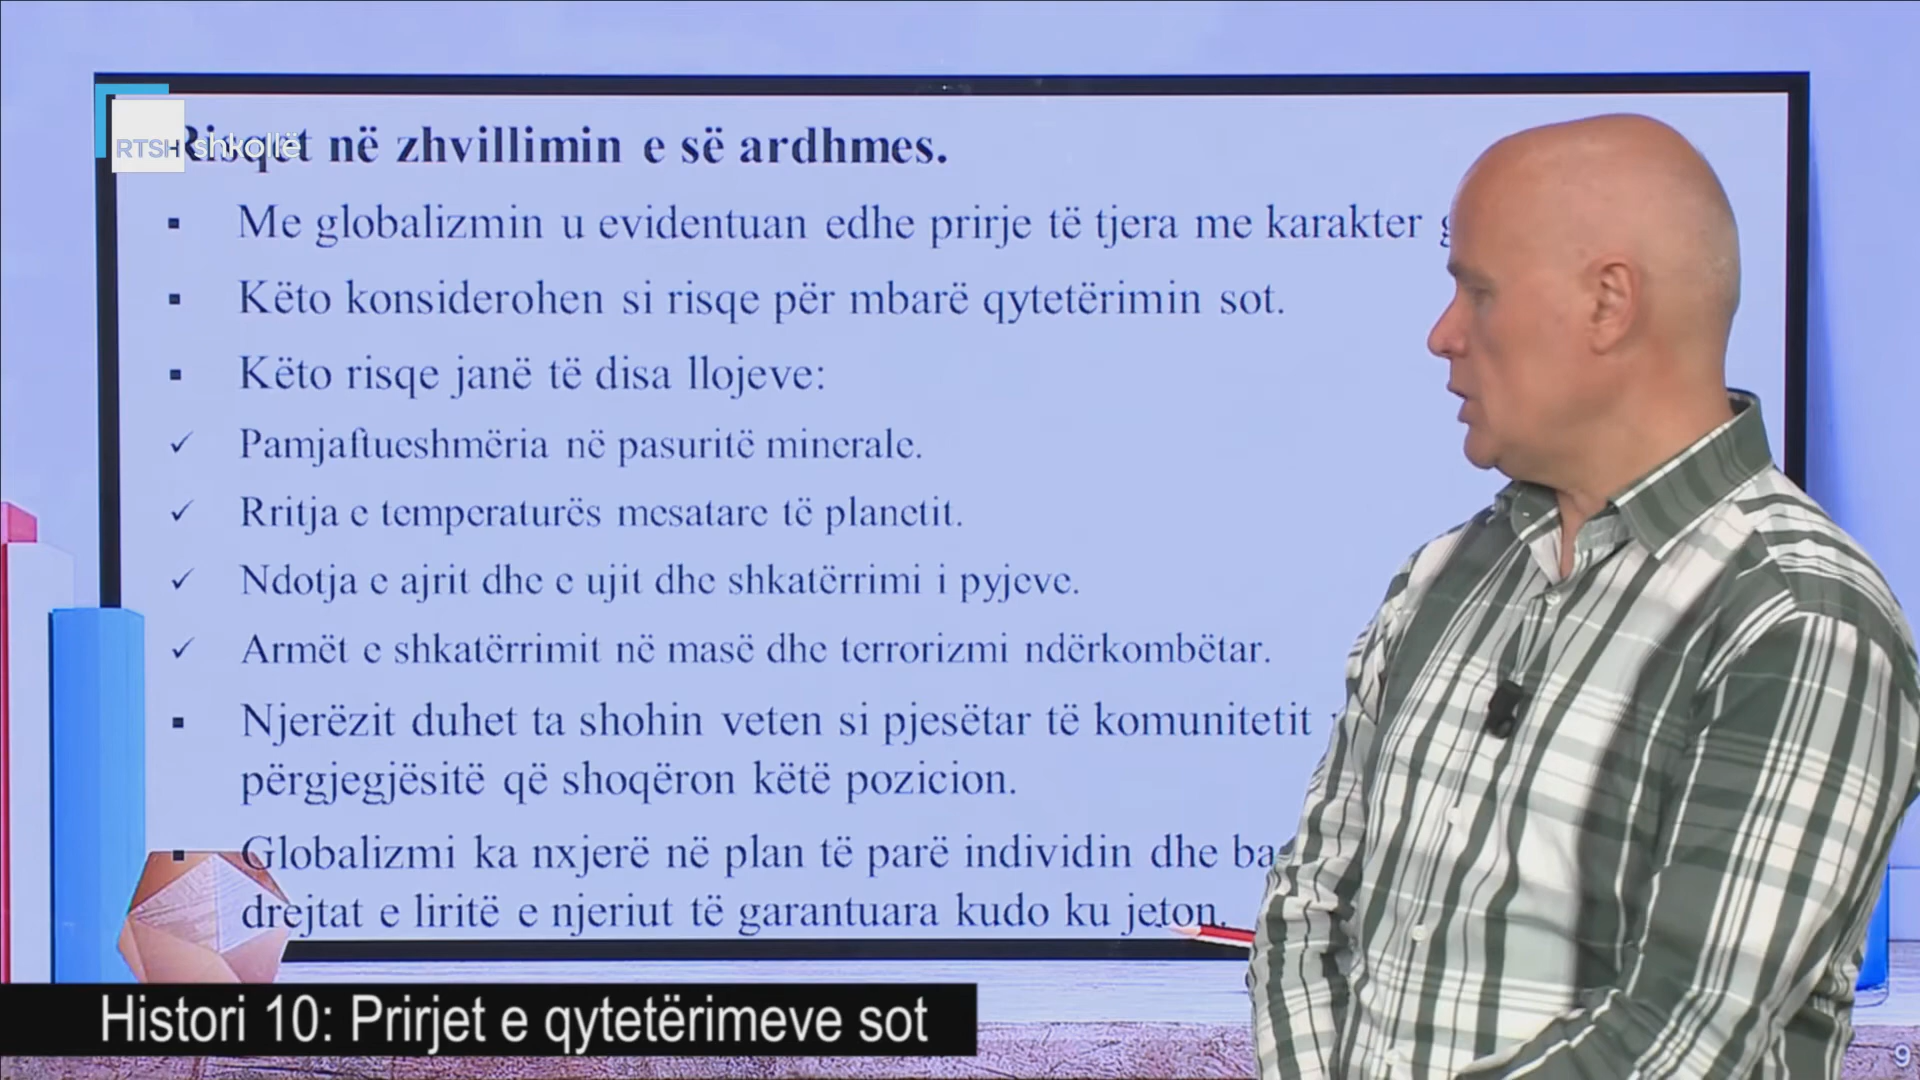 RTSH shkollë
Risqet në zhvillimin e së ardhmes.
Me globalizmin u evidentuan edhe prirje të tjera me karakter
Këto konsiderohen si risqe për mbarë qytetërimin sot.
Këto risqe janë të disa llojeve:
Pamjaftueshmëria në pasuritë minerale.
Rritja e temperaturës mesatare të planetit.
Ndotja e ajrit dhe e ujit dhe shkatërrimi i pyjeve.
Armët e shkatërrimit në masë dhe terrorizmi ndërkombëtar.
Njerëzit duhet ta shohin veten si pjesëtar të komunitetit
përgjegjësitë që shoqëron këtë pozicion.
Globalizmi ka nxjerë në plan të parë individin dhe ba
drejtat e liritë e njeriut të garantuara kudo ku jeton.
Histori 10: Prirjet e qytetërimeve sot
9